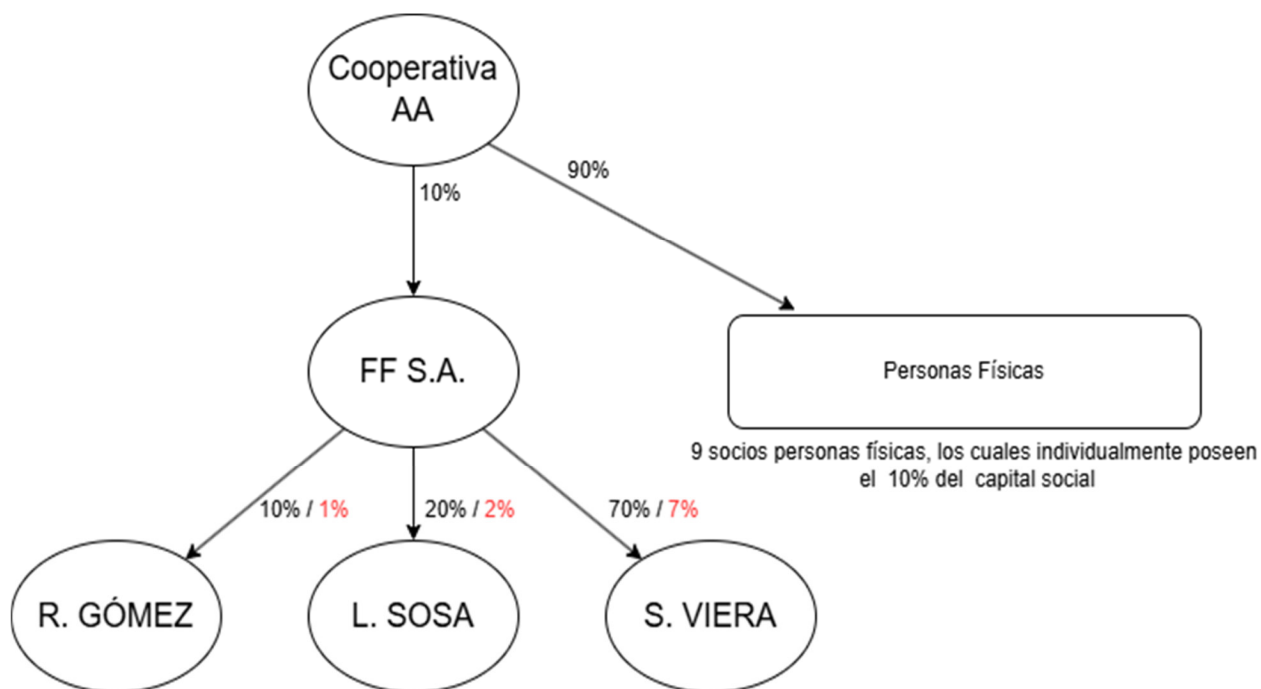 Cooperativa
AA
90%
10%
FF S.A.
Personas Físicas
9 socios personas físicas, los cuales individualmente poseen
el 10% del capital social
10% / 1%
20% / 2%
70% / 7%
R. GÓMEZ
L. SOSA
S. VIERA